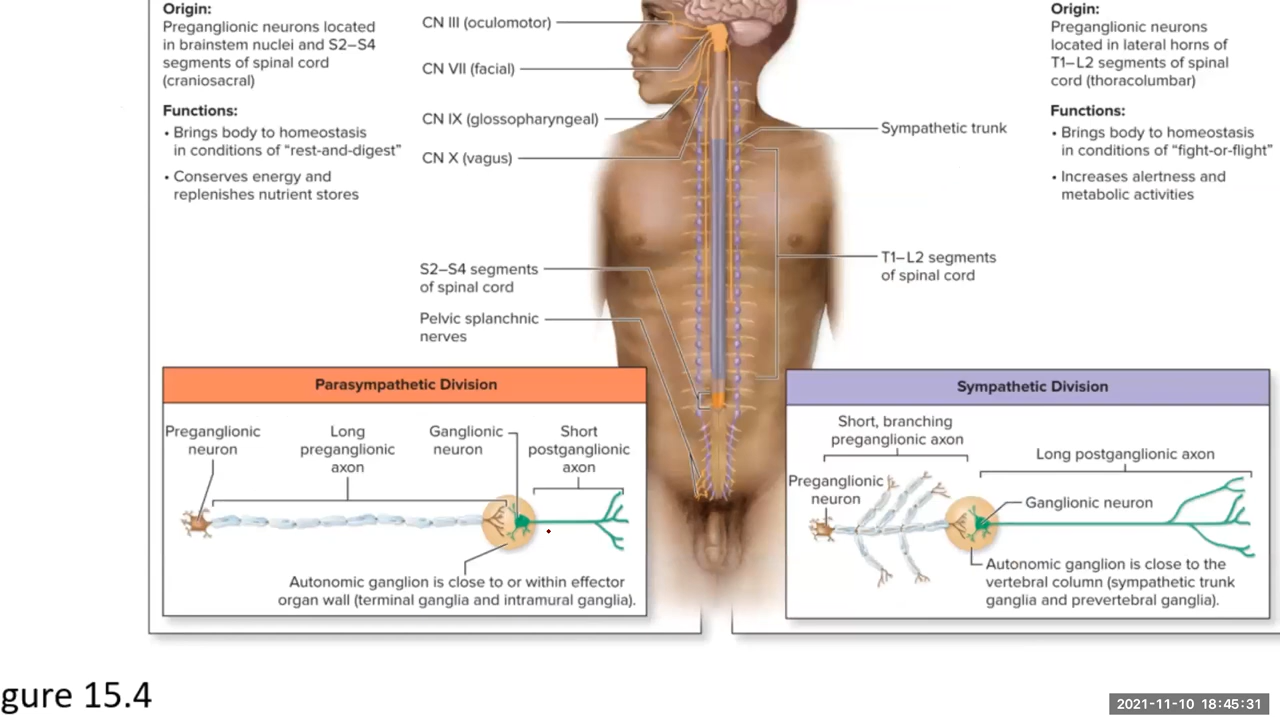 Origin:
Preganglionic neurons located
in brainstem nuclei and S2–S4
segments of spinal cord
(craniosacral)
Functions:
• Brings body to homeostasis
in conditions of “rest-and-digest”
• Conserves energy and
replenishes nutrient stores
CN III (oculomotor)
CN VII (facial)
CN IX (glossopharyngeal)
CN X (vagus)
S2–S4 segments
of spinal cord
Pelvic splanchnic
nerves
Sympathetic trunk
T1–L2 segments
of spinal cord
Origin:
Preganglionic neurons
located in lateral horns of
T1–L2 segments of spinal
cord (thoracolumbar)
Functions:
• Brings body to homeostasis
in conditions of “fight-or-flight”
• Increases alertness and
metabolic activities
Parasympathetic Division
Preganglionic
neuron
Long
preganglionic
axon
Ganglionic
neuron
Short
postganglionic
axon
Autonomic ganglion is close to or within effector
organ wall (terminal ganglia and intramural ganglia).
Sympathetic Division
Short, branching
preganglionic axon
Long postganglionic axon
Preganglionic
neuron
Ganglionic neuron
Autonomic ganglion is close to the
vertebral column (sympathetic trunk
ganglia and prevertebral ganglia).
gure 15.4
2021-11-10 18:45:31